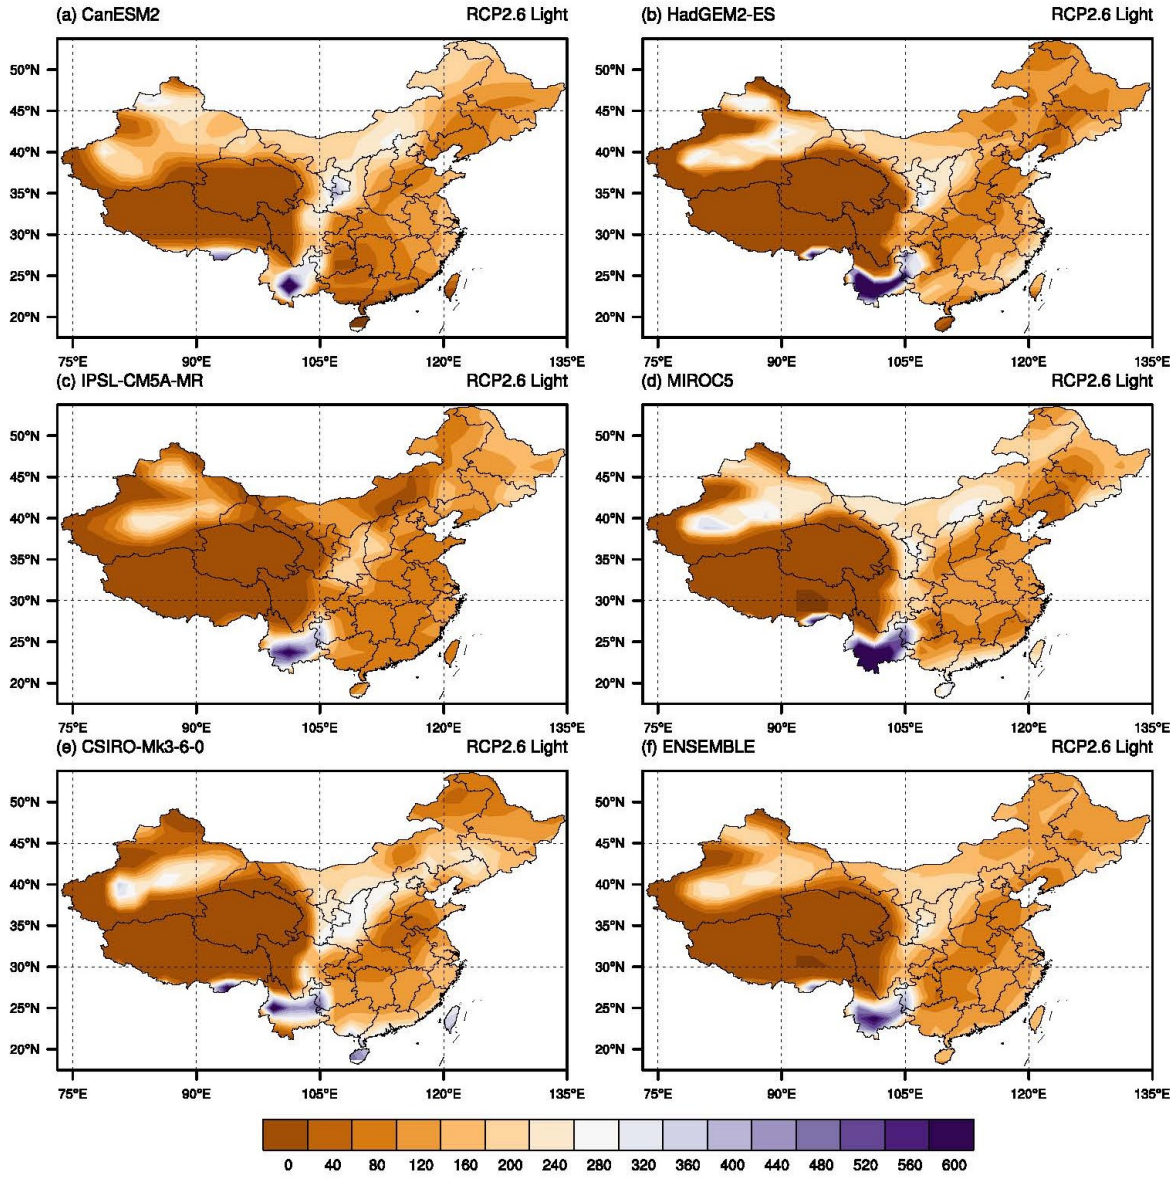 (a) CanESM2 RCP2.6 Light (b) HadGEM2-ES RCP2.6 Light
50°N 50°N
45°N 45°N
40°N 40°N
35°N 35°N
30°N 30°N
25°N 25°N
20°N 20°N
75°E 90°E 105°E 120°E 135°E 75°E 90°E 105°E 120°E 135°E
(c) IPSL-CM5A-MR RCP2.6 Light (d) MIROC5 RCP2.6 Light
50°N 50°N
45°N 45°N
40°N 40°N
35°N 35°N
30°N 30°N
25°N 25°N
20°N 20°N
75°E 90°E 105°E 120°E 135°E 75°E 90°E 105°E 120°E 135°E
(e) CSIRO-Mk3-6-0 RCP2.6 Light (f) ENSEMBLE RCP2.6 Light
50°N 50°N
45°N 45°N
40°N 40°N
35°N 35°N
30°N 30°N
25°N 25°N
20°N 20°N
75°E 90°E 105°E 120°E 135°E 75°E 90°E 105°E 120°E 135°E
0 40 80 120 160 200 240 280 320 360 400 440 480 520 560 600